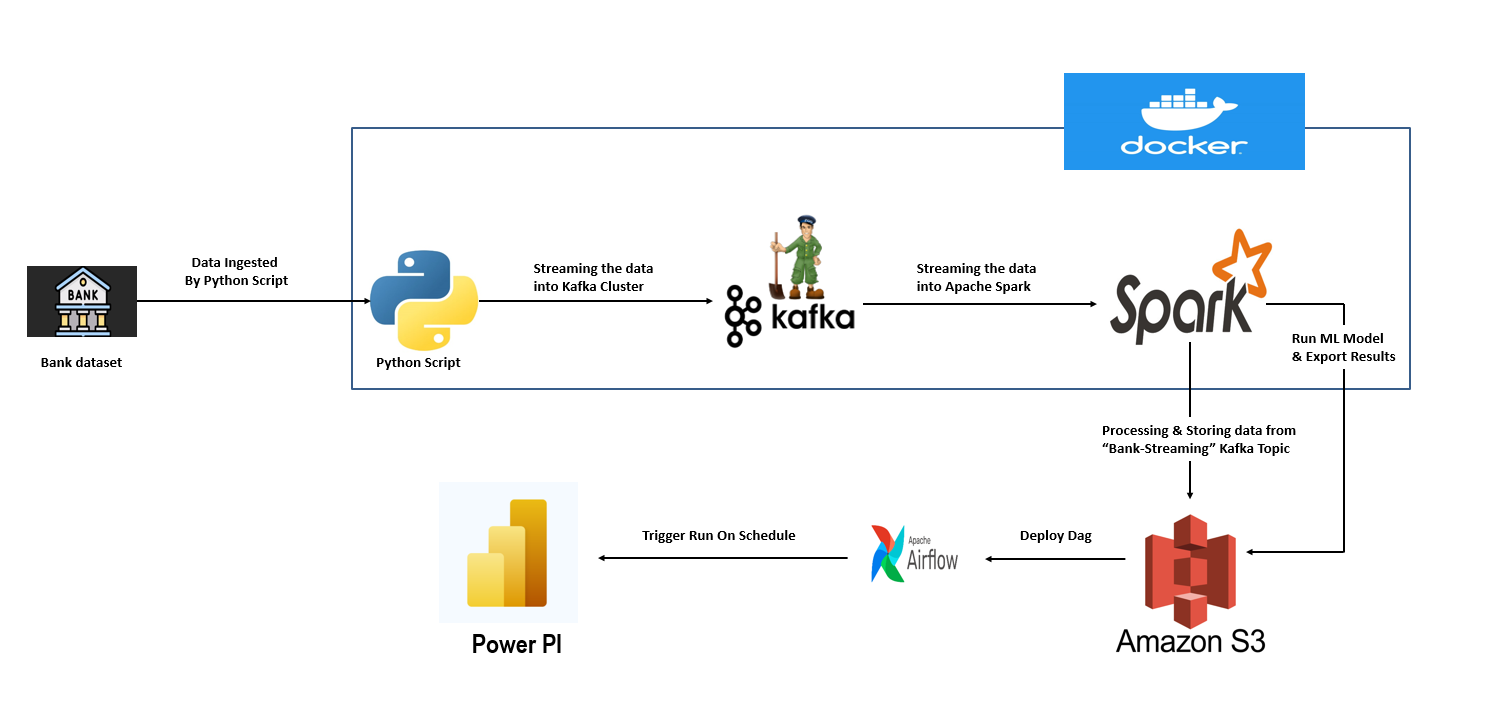 docker
Data Ingested
By Python Script
BANK
Bank dataset
Python Script
Streaming the data
into Kafka Cluster
kafka
Streaming the data
into Apache Spark
Spark
Run ML Model
& Export Results
Processing & Storing data from
“Bank-Streaming” Kafka Topic
Trigger Run On Schedule
Apache
Airflow
Deploy Dag
Power PI
Amazon S3